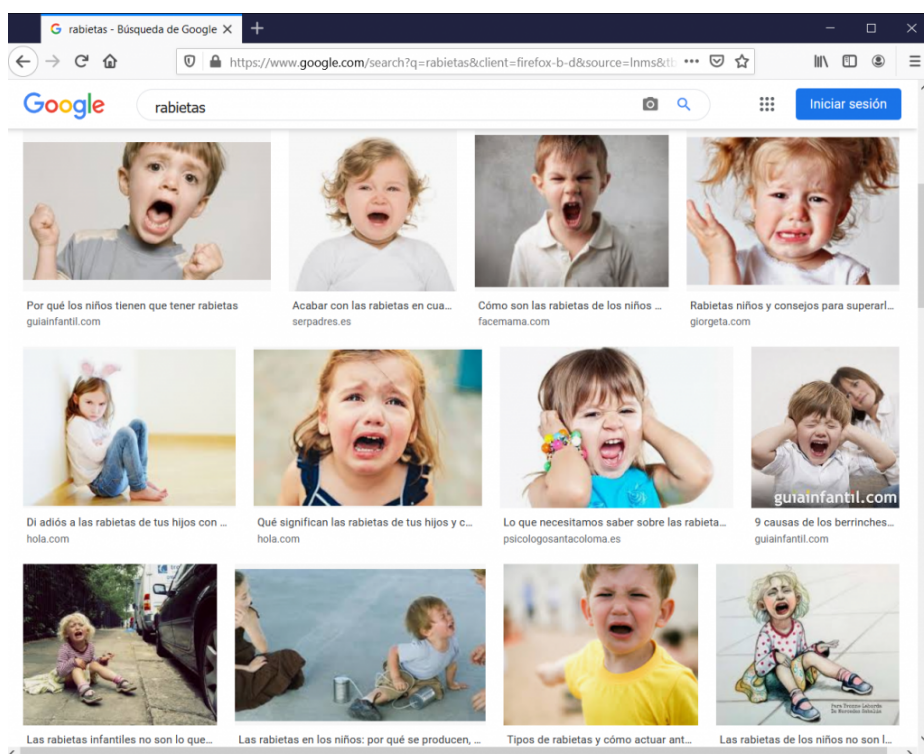 rabietas - Búsqueda de Google
https://www.google.com/search?q=rabietas&client=firefox-b-d&source=lnms&tb
Google
rabietas
Iniciar sesión
Por qué los niños tienen que tener rabietas
guiainfantil.com
Acabar con las rabietas en cua...
serpadres.es
Cómo son las rabietas de los niños ...
facemama.com
Rabietas niños y consejos para superarl...
giorgeta.com
guiainfantil.com
Di adiós a las rabietas de tus hijos con ...
hola.com
Qué significan las rabietas de tus hijos y c...
hola.com
Lo que necesitamos saber sobre las rabieta...
psicologosantacoloma.es
9 causas de los berrinches...
guiainfantil.com
Para Troppo Laborda
De Mercedes Bebelia
Las rabietas infantiles no son lo que...
Las rabietas en los niños: por qué se producen, ...
Tipos de rabietas y cómo actuar ant...
Las rabietas de los niños no son l...